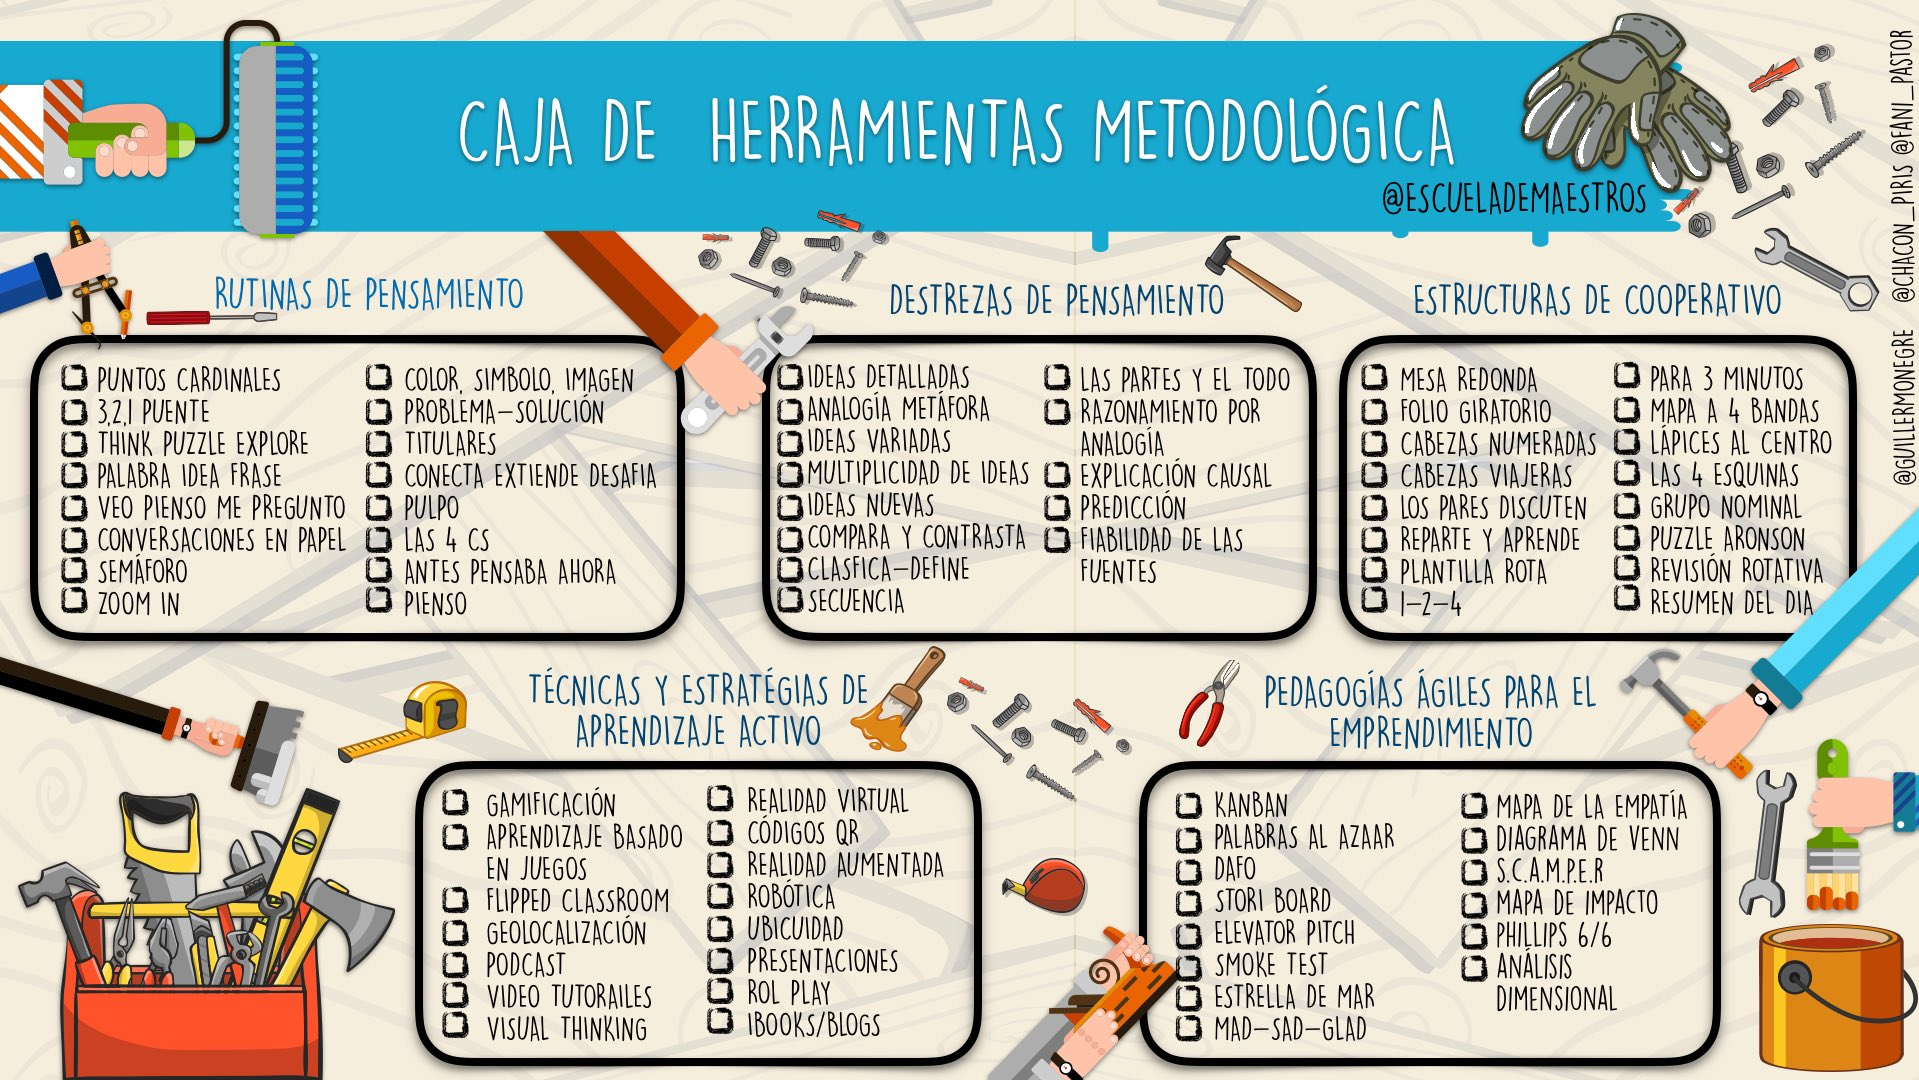 CAJA DE HERRAMIENTAS METODOLÓGICA
@ESCUELADEMAESTROS
@GUILLERMONEGRE @CHACON_PIRIS @FANI_PASTOR
RUTINAS DE PENSAMIENTO
PUNTOS CARDINALES
3,2,1 PUENTE
THINK PUZZLE EXPLORE
PALABRA IDEA FRASE
VEO PIENSO ME PREGUNTO
CONVERSACIONES EN PAPEL
SEMÁFORO
ZOOM IN
COLOR, SIMBOLO, IMAGEN
PROBLEMA-SOLUCIÓN
TITULARES
CONECTA EXTIENDE DESAFIA
PULPO
LAS 4 CS
ANTES PENSABA AHORA
PIENSO
DESTREZAS DE PENSAMIENTO
IDEAS DETALLADAS
ANALOGÍA METÁFORA
IDEAS VARIADAS
MULTIPLICIDAD DE IDEAS
IDEAS NUEVAS
COMPARA Y CONTRASTA
CLASFICA-DEFINE
SECUENCIA
LAS PARTES Y EL TODO
RAZONAMIENTO POR
ANALOGÍA
EXPLICACIÓN CAUSAL
PREDICCIÓN
FIABILIDAD DE LAS
FUENTES
ESTRUCTURAS DE COOPERATIVO
MESA REDONDA
FOLIO GIRATORIO
CABEZAS NUMERADAS
CABEZAS VIAJERAS
LOS PARES DISCUTEN
REPARTE Y APRENDE
PLANTILLA ROTA
1-2-4
PARA 3 MINUTOS
MAPA A 4 BANDAS
LÁPICES AL CENTRO
LAS 4 ESQUINAS
GRUPO NOMINAL
PUZZLE ARONSON
REVISIÓN ROTATIVA
RESUMEN DEL DIA
TÉCNICAS Y ESTRATÉGIAS DE
APRENDIZAJE ACTIVO
GAMIFICACIÓN
APRENDIZAJE BASADO
EN JUEGOS
FLIPPED CLASSROOM
GEOLOCALIZACIÓN
PODCAST
VIDEO TUTORAILES
VISUAL THINKING
REALIDAD VIRTUAL
CÓDIGOS QR
REALIDAD AUMENTADA
ROBÓTICA
UBICUIDAD
PRESENTACIONES
ROL PLAY
IBOOKS/BLOGS
PEDAGOGÍAS ÁGILES PARA EL
EMPRENDIMIENTO
KANBAN
PALABRAS AL AZAAR
DAFO
STORI BOARD
ELEVATOR PITCH
SMOKE TEST
ESTRELLA DE MAR
MAD-SAD-GLAD
MAPA DE LA EMPATÍA
DIAGRAMA DE VENN
S.C.A.M.P.E.R
MAPA DE IMPACTO
PHILLIPS 6/6
ANÁLISIS
DIMENSIONAL